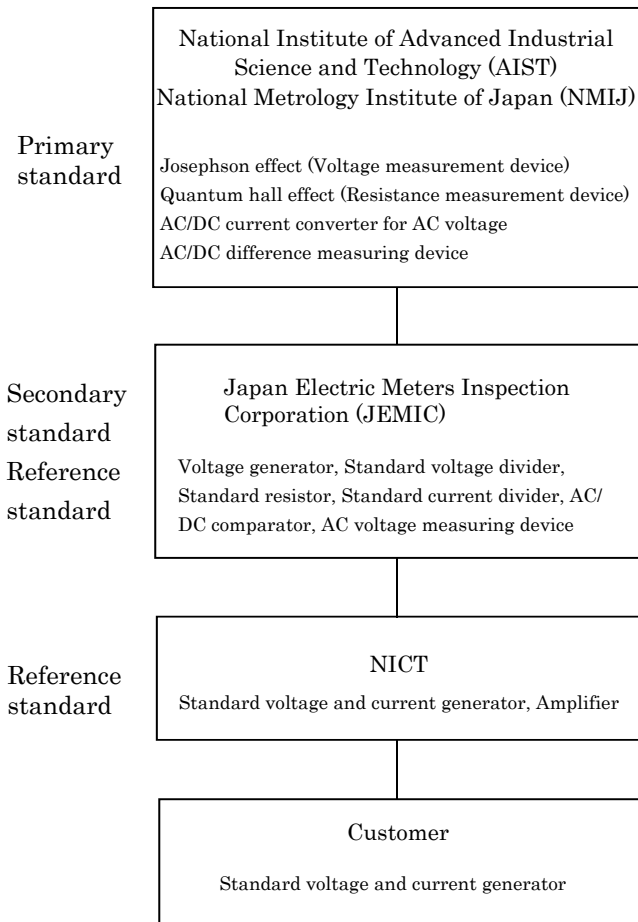 National Institute of Advanced Industrial
Science and Technology (AIST)
National Metrology Institute of Japan (NMIJ)
Primary
standard
Josephson effect (Voltage measurement device)
Quantum hall effect (Resistance measurement device)
AC/DC current converter for AC voltage
AC/DC difference measuring device
Secondary
standard
Reference
standard
Japan Electric Meters Inspection
Corporation (JEMIC)
Voltage generator, Standard voltage divider,
Standard resistor, Standard current divider, AC/
DC comparator, AC voltage measuring device
Reference
standard
NICT
Standard voltage and current generator, Amplifier
Customer
Standard voltage and current generator